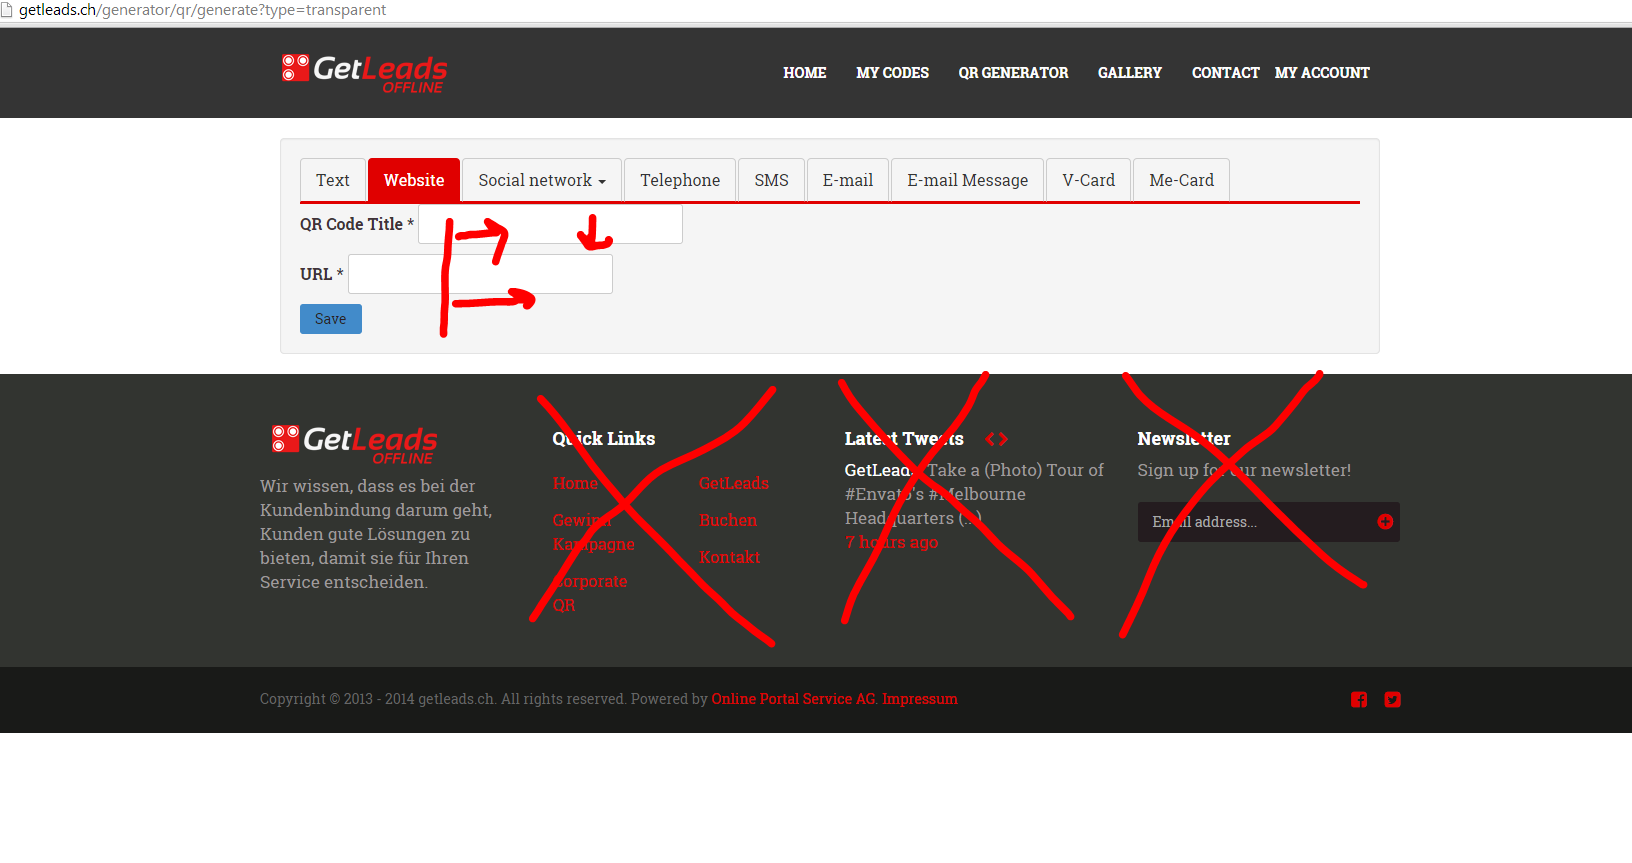 getleads.ch/generator/qr/generate?type=transparent
GetLeads
OFFLINE
HOME MY CODES QR GENERATOR GALLERY CONTACT MY ACCOUNT
Text Website Social network Telephone SMS E-mail E-mail Message V-Card Me-Card
QR Code Title *
URL *
Save
GetLeads
OFFLINE
Wir wissen, dass es bei der
Kundenbindung darum geht,
Kunden gute Lösungen zu
bieten, damit sie für Ihren
Service entscheiden.
Quick Links
Home
Gewinn
Kampagne
Corporate
QR
GetLeads
Buchen
Kontakt
Latest Tweets
GetLeads Take a (Photo) Tour of
#Envato's #Melbourne
Headquarters (...)
7 hours ago
Newsletter
Sign up for our newsletter!
Email address...
Copyright © 2013 - 2014 getleads.ch. All rights reserved. Powered by Online Portal Service AG. Impressum